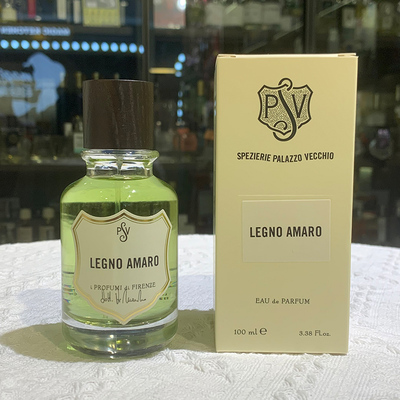 PSV
LEGNO AMARO
I PROFUMI di FIRENZE
PSV
SPEZIERIE PALAZZO VECCHIO
LEGNO AMARO
EAU de PARFUM
100 ml e 3.38 Fl.oz.